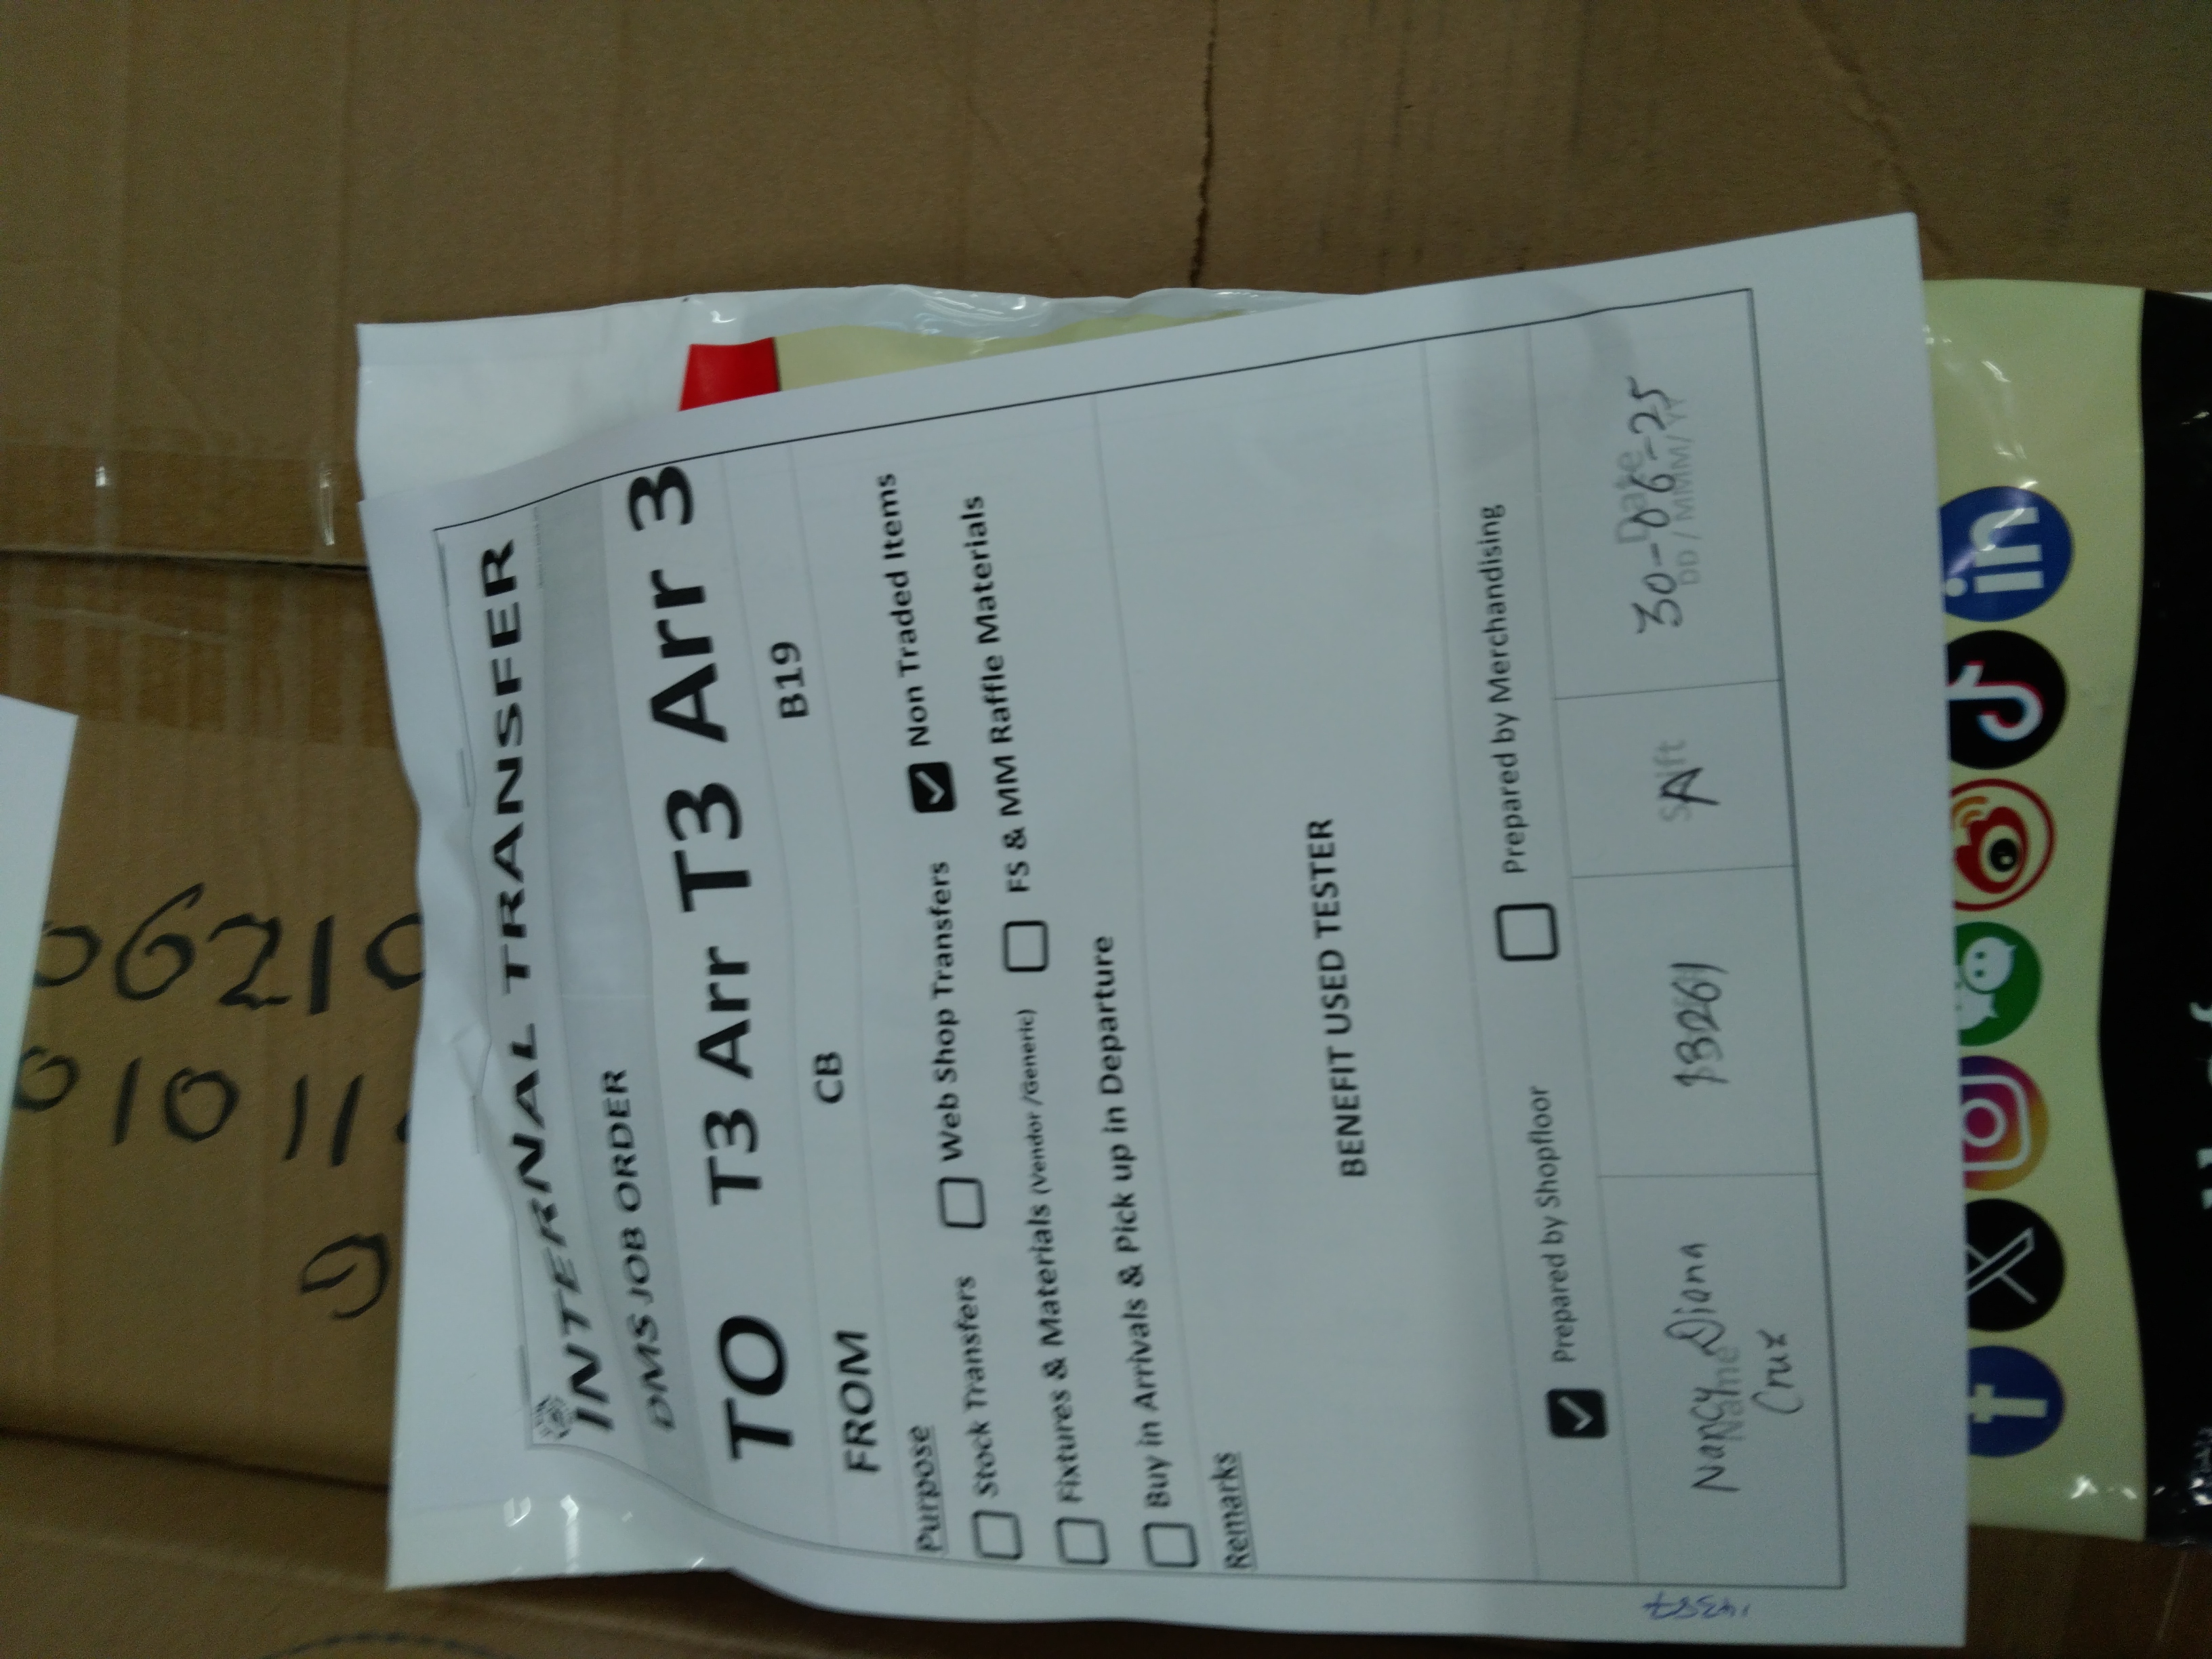 INTERNAL TRANSFER
DMS JOB ORDER
TO T3 Arr T3 Arr 3
FROM CB B19
Purpose
Stock Transfers Web Shop Transfers Non Traded Items
Fixtures & Materials (Vendor /Generic) FS & MM Raffle Materials
Buy in Arrivals & Pick up in Departure
Remarks
BENEFIT USED TESTER
Prepared by Shopfloor Prepared by Merchandising
Name Shift Date
DD / MMM/ YY
Nancy Diana 13261 A 30-06-25
Cruz
06210
01011
9
f X in